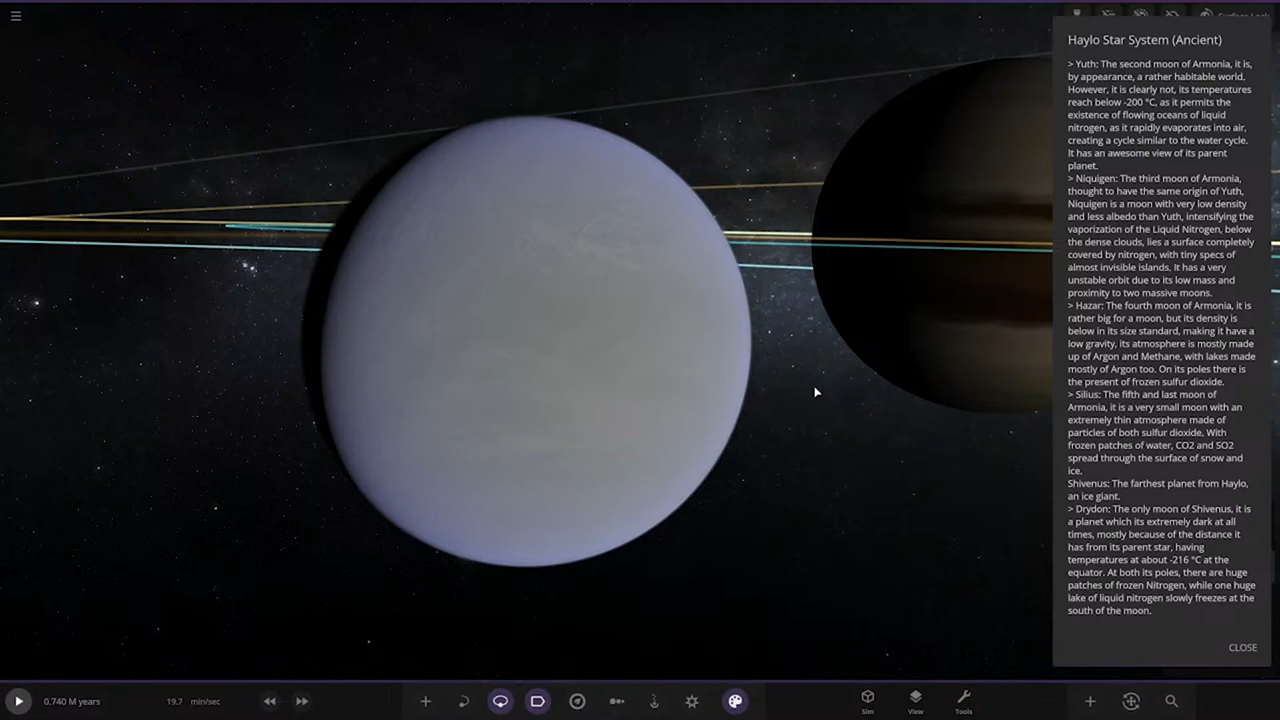 Surface Lock
Haylo Star System (Ancient)
> Yuth: The second moon of Armonia, it is,
by appearance, a rather habitable world.
However, it is clearly not, its temperatures
reach below -200 °C, as it permits the
existence of flowing oceans of liquid
nitrogen, as it rapidly evaporates into air,
creating a cycle similar to the water cycle.
It has an awesome view of its parent
planet.
> Niquigen: The third moon of Armonia,
thought to have the same origin of Yuth,
Niquigen is a moon with very low density
and less albedo than Yuth, intensifying the
vaporization of the Liquid Nitrogen, below
the dense clouds, lies a surface completely
covered by nitrogen, with tiny specs of
almost invisible islands. It has a very
unstable orbit due to its low mass and
proximity to two massive moons.
> Hazar: The fourth moon of Armonia, it is
rather big for a moon, but its density is
below in its size standard, making it have a
low gravity, its atmosphere is mostly made
up of Argon and Methane, with lakes made
mostly of Argon too. On its poles there is
the present of frozen sulfur dioxide.
> Silius: The fifth and last moon of
Armonia, it is a very small moon with an
extremely thin atmosphere made of
particles of both sulfur dioxide. With
frozen patches of water, CO2 and SO2
spread through the surface of snow and
ice.
Shivenus: The farthest planet from Haylo,
an ice giant.
> Drydon: The only moon of Shivenus, it is
a planet which its extremely dark at all
times, mostly because of the distance it
has from its parent star, having
temperatures at about -216 °C at the
equator. At both its poles, there are huge
patches of frozen Nitrogen, while one huge
lake of liquid nitrogen slowly freezes at the
south of the moon.
CLOSE
0.740 M years
19.7 min/sec
Sim
View
Tools